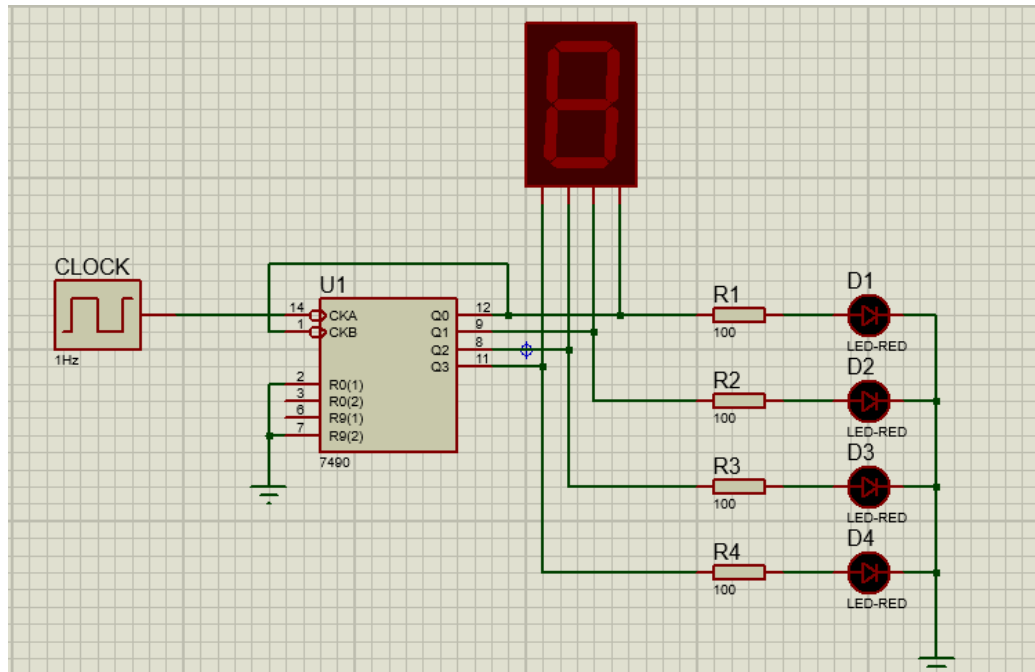 CLOCK
1Hz
U1
14 CKA Q0 12
1 CKB Q1 9
Q2 8
Q3 11
2 R0(1)
3 R0(2)
6 R9(1)
7 R9(2)
7490
R1
100
D1
LED-RED
R2
100
D2
LED-RED
R3
100
D3
LED-RED
R4
100
D4
LED-RED